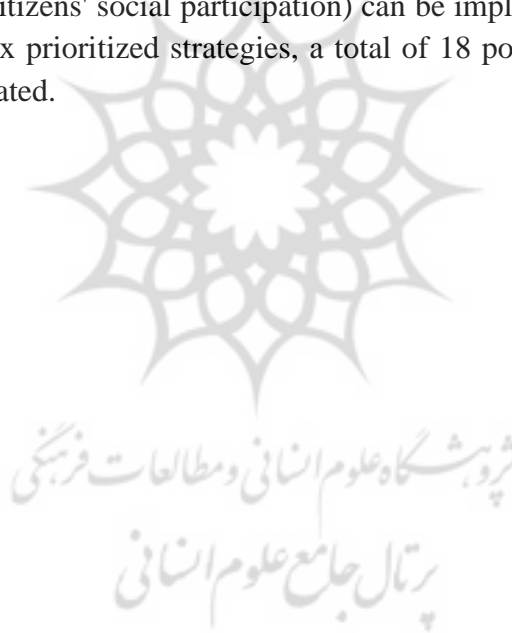 itizens' social participation) can be impl
x prioritized strategies, a total of 18 po
ated.
پژوهشگاه علوم انسانی و مطالعات فرهنگی
پرتال جامع علوم انسانی